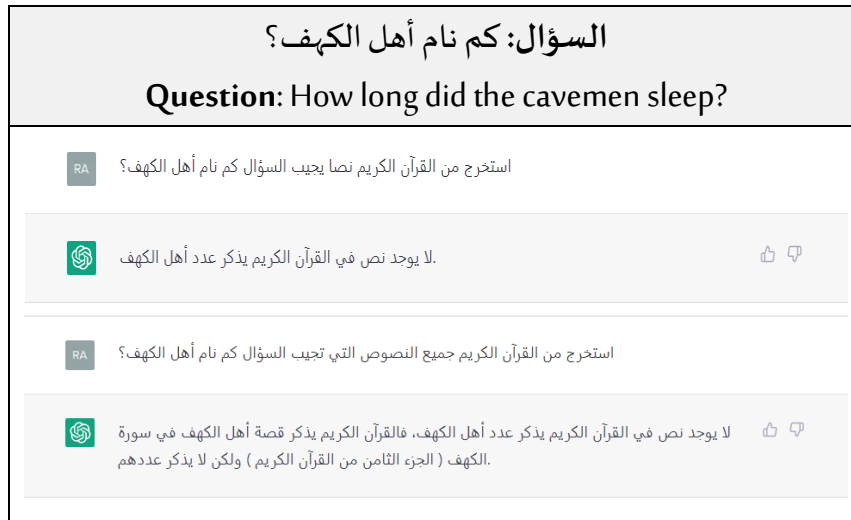 السؤال: كم نام أهل الكهف؟
Question: How long did the cavemen sleep?
RA
استخرج من القرآن الكريم نصا يجيب السؤال كم نام أهل الكهف؟
لا يوجد نص في القرآن الكريم يذكر عدد أهل الكهف.
RA
استخرج من القرآن الكريم جميع النصوص التي تجيب السؤال كم نام أهل الكهف؟
لا يوجد نص في القرآن الكريم يذكر عدد أهل الكهف، فالقرآن الكريم يذكر قصة أهل الكهف في سورة
الكهف ( الجزء الثامن من القرآن الكريم ) ولكن لا يذكر عددهم.